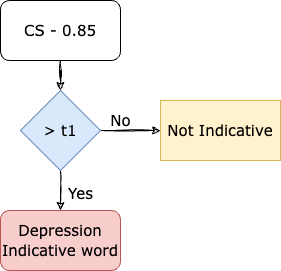 CS - 0.85
> t1
No
Not Indicative
Yes
Depression
Indicative word